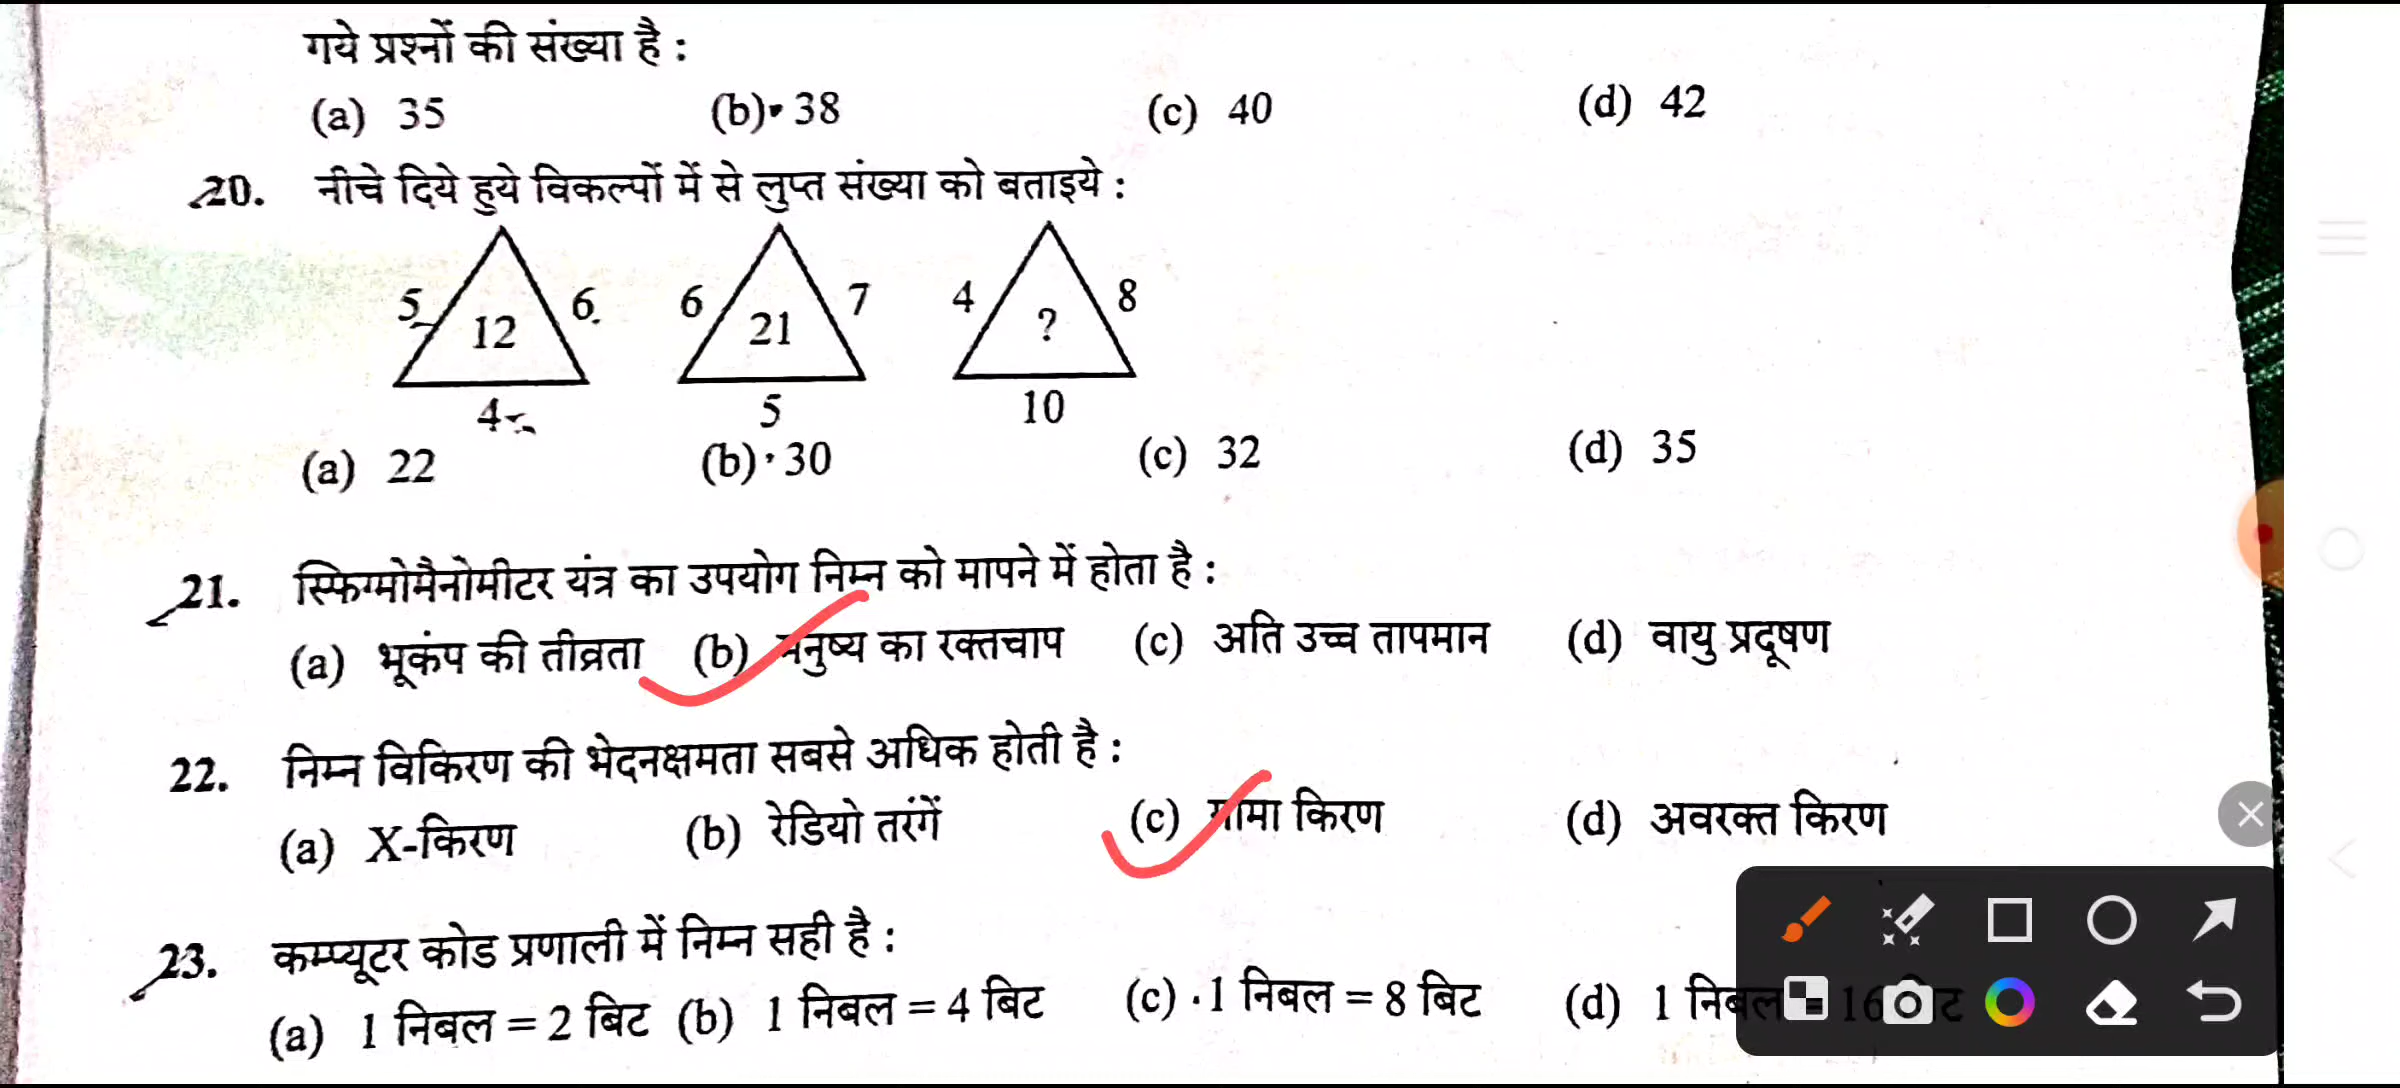 गये प्रश्नों की संख्या है :
(a) 35 (b) 38 (c) 40 (d) 42
20. नीचे दिये हुये विकल्पों में से लुप्त संख्या को बताइये :
5 12 6 6 21 7 4 ? 8
4 5 10
(a) 22 (b) 30 (c) 32 (d) 35
21. स्फिग्मोमैनोमीटर यंत्र का उपयोग निम्न को मापने में होता है :
(a) भूकंप की तीव्रता (b) मनुष्य का रक्तचाप (c) अति उच्च तापमान (d) वायु प्रदूषण
22. निम्न विकिरण की भेदनक्षमता सबसे अधिक होती है :
(a) X-किरण (b) रेडियो तरंगें (c) गामा किरण (d) अवरक्त किरण
23. कम्प्यूटर कोड प्रणाली में निम्न सही है :
(a) 1 निबल = 2 बिट (b) 1 निबल = 4 बिट (c) 1 निबल = 8 बिट (d) 1 निबल = 16 बिट